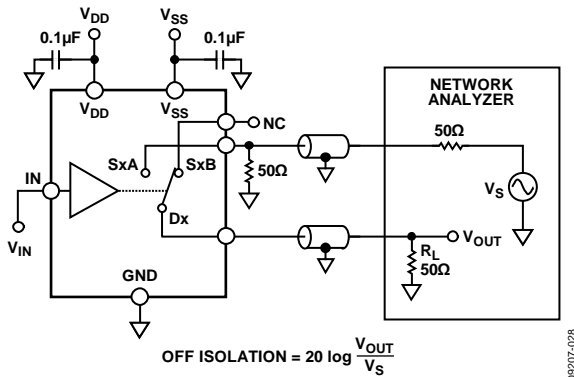 VDD
VSS
0.1µF
0.1µF
VDD
VSS
NC
NETWORK
ANALYZER
SxA
SxB
50Ω
50Ω
IN
VS
Dx
VIN
VOUT
RL
50Ω
GND
OFF ISOLATION = 20 log VOUT/VS
09207-028